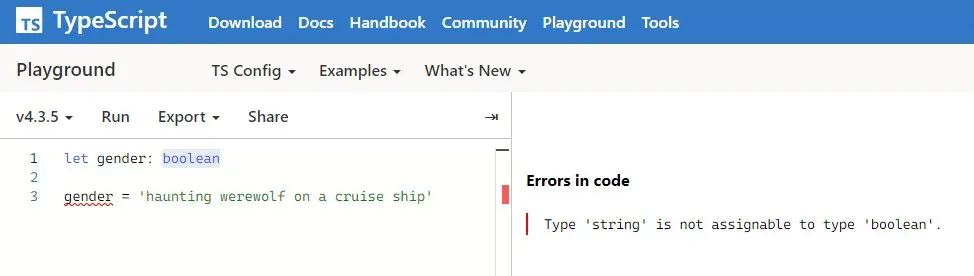 TS TypeScript Download Docs Handbook Community Playground Tools
Playground TS Config Examples What's New
v4.3.5 Run Export Share
1 let gender: boolean
2
3 gender = 'haunting werewolf on a cruise ship'
Errors in code
Type 'string' is not assignable to type 'boolean'.